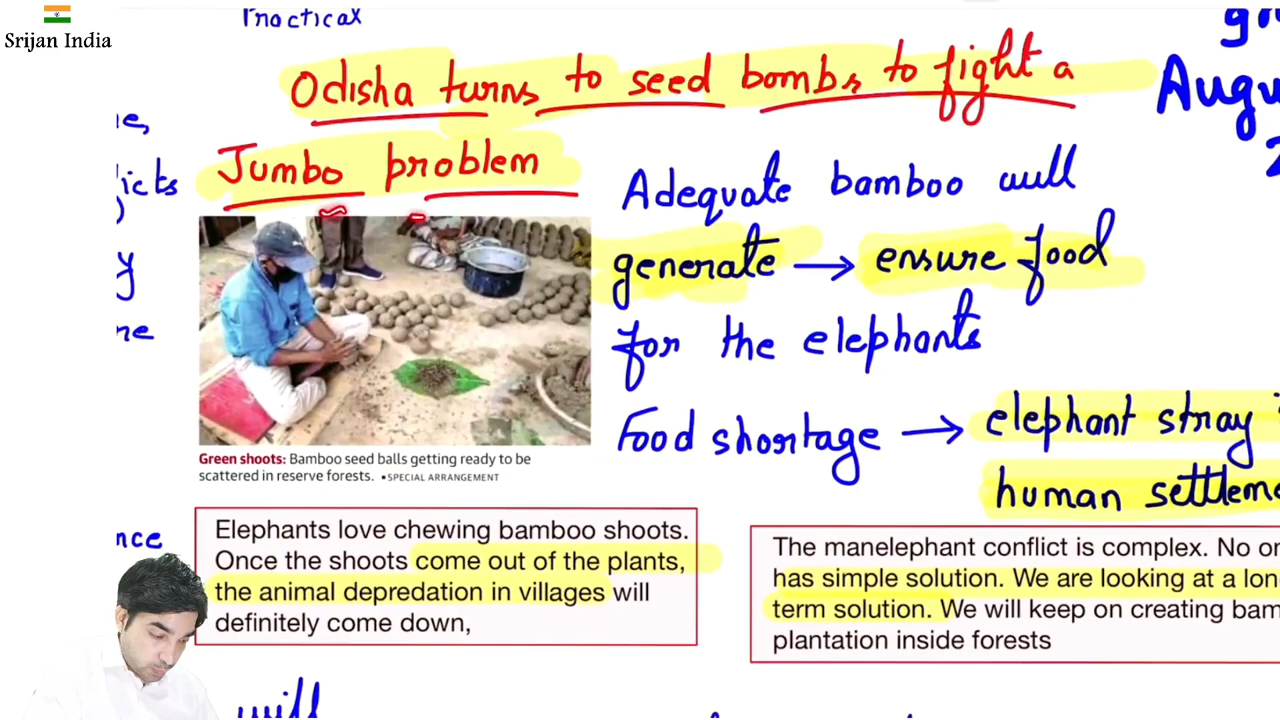 Practical
Srijan India
Odisha turns to seed bombs to fight a
Jumbo problem
Adequate bamboo will
generate → ensure food
for the elephants
Food shortage → elephant stray
human settleme
Green shoots: Bamboo seed balls getting ready to be
scattered in reserve forests. •SPECIAL ARRANGEMENT
Elephants love chewing bamboo shoots.
Once the shoots come out of the plants,
the animal depredation in villages will
definitely come down,
The manelephant conflict is complex. No
has simple solution. We are looking at a lon
term solution. We will keep on creating bam
plantation inside forests
Augu
icts
nce
will